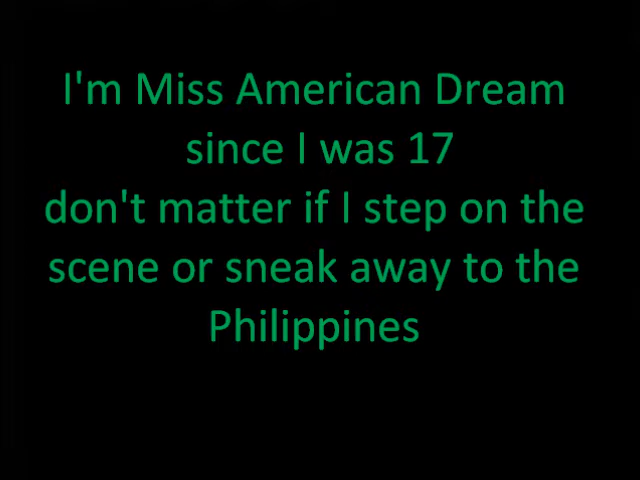 I'm Miss American Dream
since I was 17
don't matter if I step on the
scene or sneak away to the
Philippines